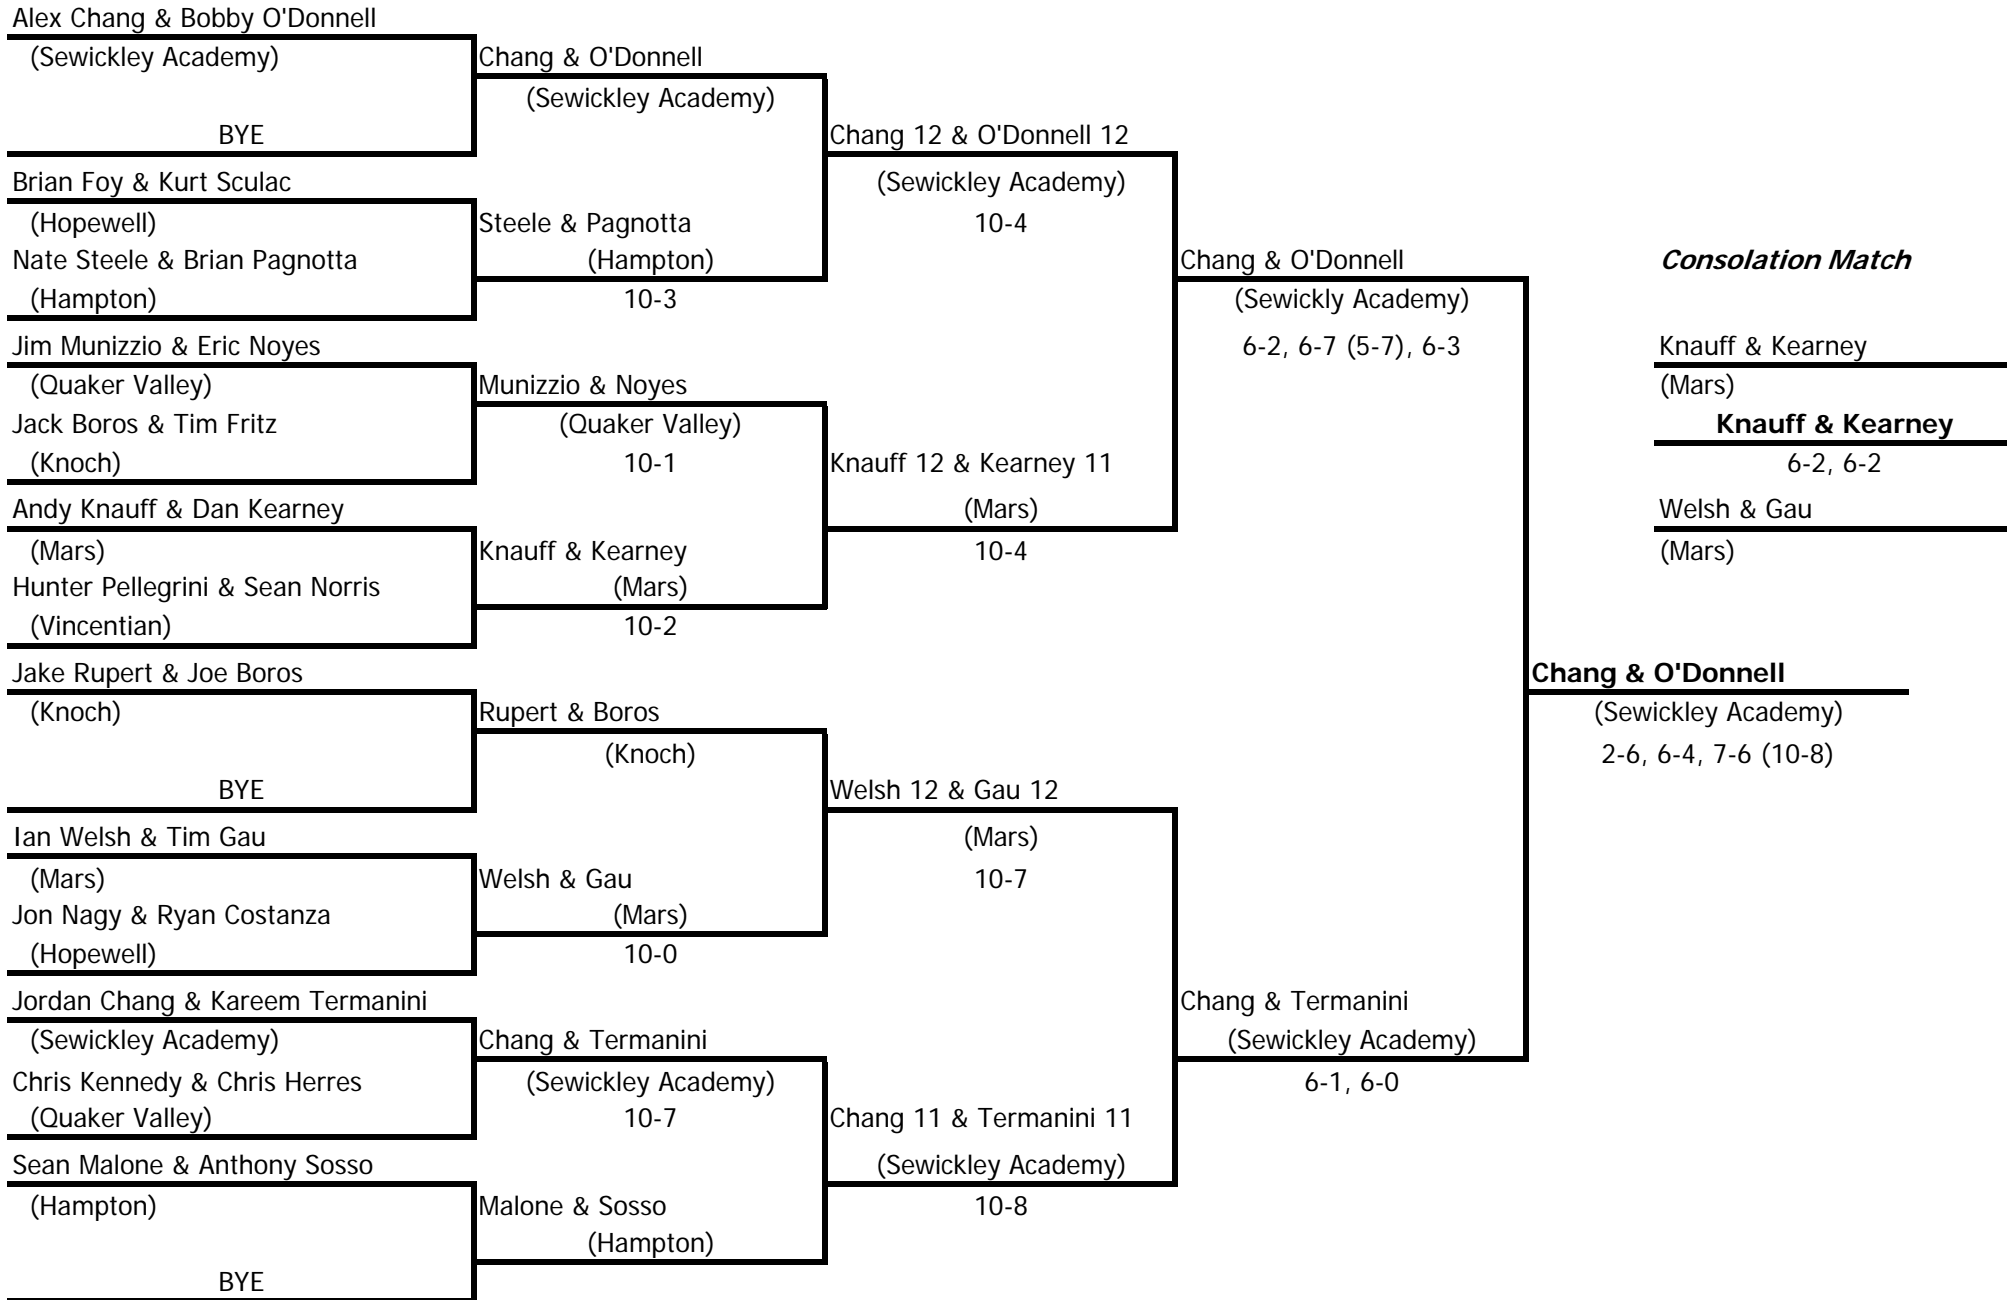 Alex Chang & Bobby O'Donnell
(Sewickley Academy)
BYE
Brian Foy & Kurt Sculac
(Hopewell)
Nate Steele & Brian Pagnotta
(Hampton)
Jim Munizzio & Eric Noyes
(Quaker Valley)
Jack Boros & Tim Fritz
(Knoch)
Andy Knauff & Dan Kearney
(Mars)
Hunter Pellegrini & Sean Norris
(Vincentian)
Jake Rupert & Joe Boros
(Knoch)
BYE
Ian Welsh & Tim Gau
(Mars)
Jon Nagy & Ryan Costanza
(Hopewell)
Jordan Chang & Kareem Termanini
(Sewickley Academy)
Chris Kennedy & Chris Herres
(Quaker Valley)
Sean Malone & Anthony Sosso
(Hampton)
BYE
Chang & O'Donnell
(Sewickley Academy)
Steele & Pagnotta
(Hampton)
10-3
Munizzio & Noyes
(Quaker Valley)
10-1
Knauff & Kearney
(Mars)
10-2
Rupert & Boros
(Knoch)
Welsh & Gau
(Mars)
10-0
Chang & Termanini
(Sewickley Academy)
10-7
Malone & Sosso
(Hampton)
Chang 12 & O'Donnell 12
(Sewickley Academy)
10-4
Knauff 12 & Kearney 11
(Mars)
10-4
Welsh 12 & Gau 12
(Mars)
10-7
Chang 11 & Termanini 11
(Sewickley Academy)
10-8
Chang & O'Donnell
(Sewickly Academy)
6-2, 6-7 (5-7), 6-3
Chang & Termanini
(Sewickley Academy)
6-1, 6-0
Chang & O'Donnell
(Sewickley Academy)
2-6, 6-4, 7-6 (10-8)
Consolation Match
Knauff & Kearney
(Mars)
Knauff & Kearney
6-2, 6-2
Welsh & Gau
(Mars)